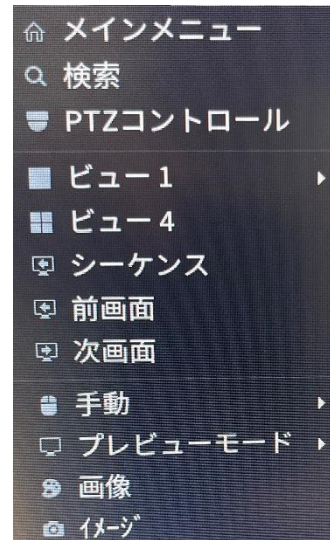 メインメニュー
検索
PTZコントロール
ビュー 1
ビュー 4
シーケンス
前画面
次画面
手動
プレビューモード
画像
ｲﾒｰｼﾞ